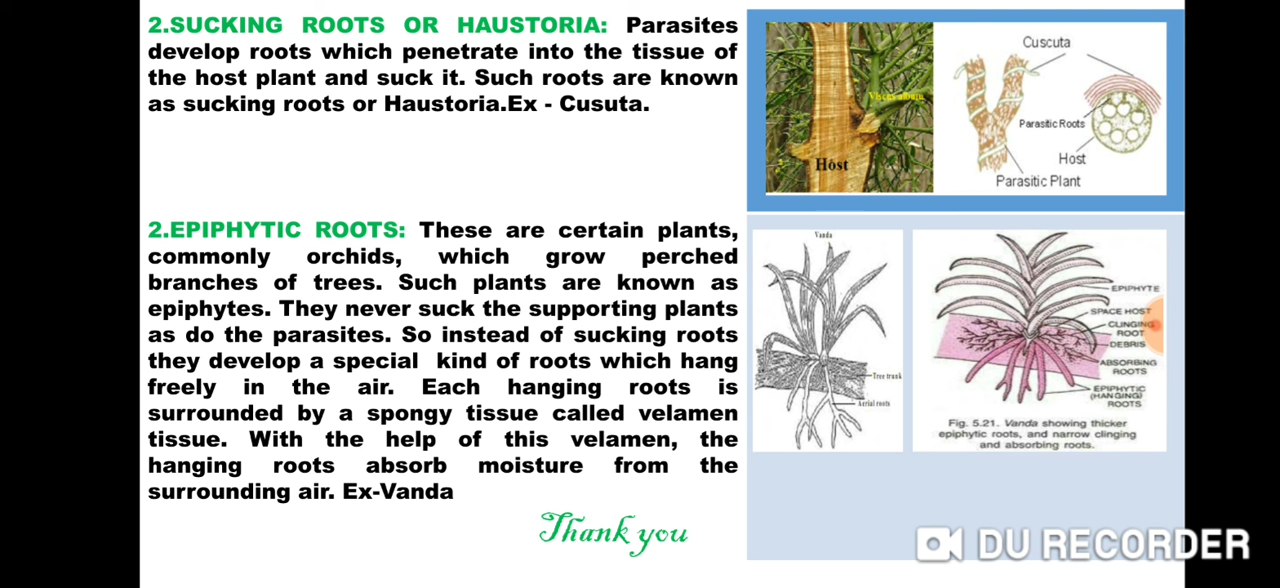 2.SUCKING ROOTS OR HAUSTORIA: Parasites
develop roots which penetrate into the tissue of
the host plant and suck it. Such roots are known
as sucking roots or Haustoria.Ex - Cusuta.
Viscus album
Host
Cuscuta
Parasitic Roots
Host
Parasitic Plant
2.EPIPHYTIC ROOTS: These are certain plants,
commonly orchids, which grow perched
branches of trees. Such plants are known as
epiphytes. They never suck the supporting plants
as do the parasites. So instead of sucking roots
they develop a special kind of roots which hang
freely in the air. Each hanging roots is
surrounded by a spongy tissue called velamen
tissue. With the help of this velamen, the
hanging roots absorb moisture from the
surrounding air. Ex-Vanda
Vanda
Tree trunk
Aerial roots
EPIPHYTE
SPACE HOST
CLINGING
ROOT
DEBRIS
ABSORBING
ROOTS
EPIPHYTIC
(HANGING)
ROOTS
Fig. 5.21. Vanda showing thicker
epiphytic roots, and narrow clinging
and absorbing roots.
Thank you
DU RECORDER